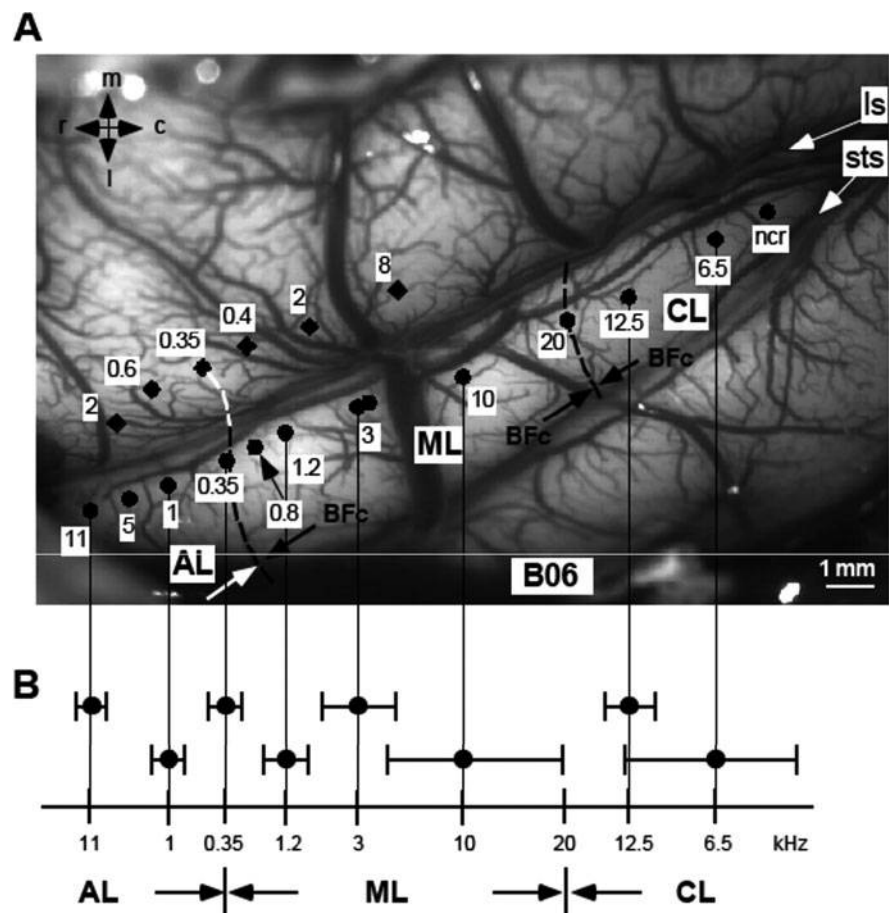 A
m
r c
l
ls
sts
ncr
6.5
8
2
12.5
CL
0.4
20
0.35
BFc
0.6
10
BFc
2
3
ML
1.2
0.35
0.8
BFc
1
5
11
AL
B06
1 mm
B
11 1 0.35 1.2 3 10 20 12.5 6.5 kHz
AL ML CL